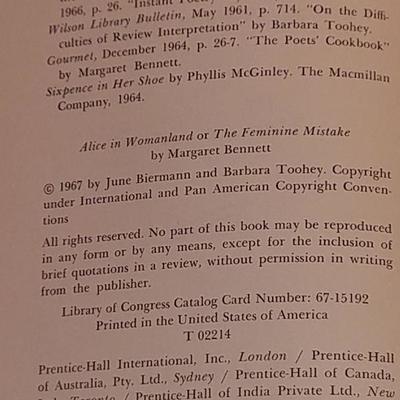 1966, p. 26. "Instant
Wilson Library Bulletin, May 1961, p. 714. "On the Diffi-
culties of Review Interpretation" by Barbara Toohey.
Gourmet, December 1964, p. 26-7. "The Poets' Cookbook"
by Margaret Bennett.
Sixpence in Her Shoe by Phyllis McGinley. The Macmillan
Company, 1964.
Alice in Womanland or The Feminine Mistake
by Margaret Bennett
© 1967 by June Biermann and Barbara Toohey. Copyright
under International and Pan American Copyright Conven-
tions
All rights reserved. No part of this book may be reproduced
in any form or by any means, except for the inclusion of
brief quotations in a review, without permission in writing
from the publisher.
Library of Congress Catalog Card Number: 67-15192
Printed in the United States of America
T 02214
Prentice-Hall International, Inc., London / Prentice-Hall
of Australia, Pty. Ltd., Sydney / Prentice-Hall of Canada,
Toronto / Prentice-Hall of India Private Ltd., New